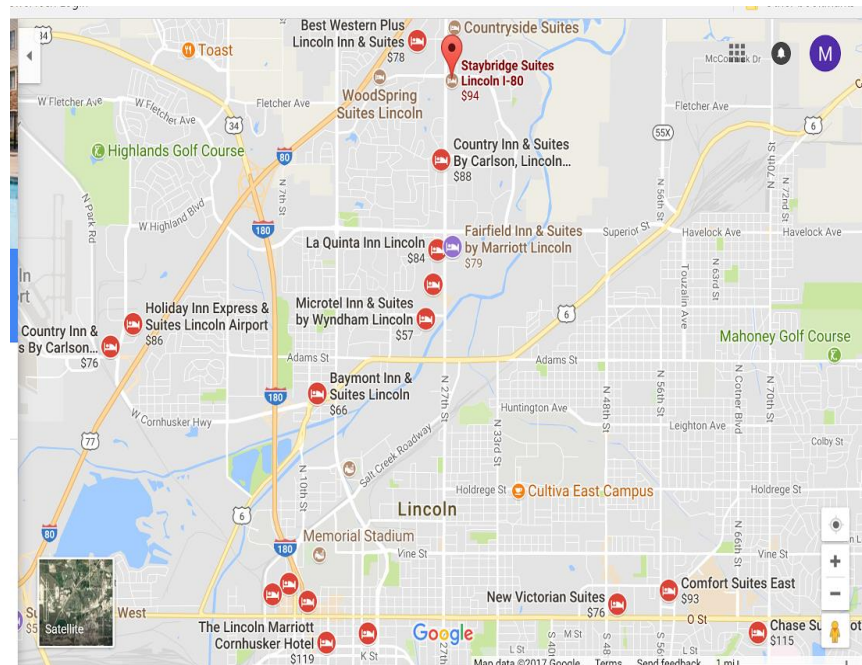 34
Toast
Best Western Plus
Lincoln Inn & Suites
$78
Countryside Suites
Staybridge Suites
Lincoln I-80
$94
M
WoodSpring
Suites Lincoln
W Fletcher Ave
W Fletcher Ave
Fletcher Ave
Fletcher Ave
34
55X
6
Highlands Golf Course
80
Country Inn & Suites
By Carlson, Lincoln...
$88
N 7th St
N 56th St
N 70th St
N 72nd St
N Park Rd
W Highland Blvd
180
La Quinta Inn Lincoln
$84
Fairfield Inn & Suites
by Marriott Lincoln
$79
Superior St
Havelock Ave
Havelock Ave
Touzalin Ave
N 63rd St
Holiday Inn Express &
Suites Lincoln Airport
$86
Microtel Inn & Suites
by Wyndham Lincoln
$57
6
Country Inn &
s By Carlson...
$76
Mahoney Golf Course
Adams St
Adams St
Baymont Inn &
Suites Lincoln
$66
180
N 27th St
N 33rd St
N 48th St
N 56th St
N Cotner Blvd
N 70th St
Huntington Ave
W Cornhusker Hwy
Leighton Ave
77
Colby St
Salt Creek Roadway
N 10th St
Holdrege St
Cultiva East Campus
Holdrege St
Lincoln
6
80
Memorial Stadium
180
Vine St
Vine St
N 66th St
Satellite
West
New Victorian Suites
$76
Comfort Suites East
$93
O St
The Lincoln Marriott
Cornhusker Hotel
$119
K St
Google
M St
L St
L St
Chase Su
$115
Map data ©2017 Google
Terms
Send feedback
1 mi